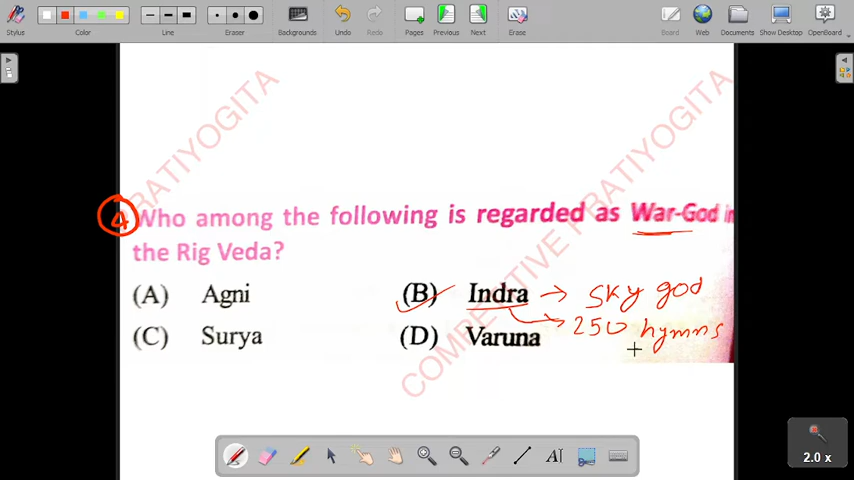 Stylus Color Line Eraser Backgrounds Undo Redo Pages Previous Next Erase Board Web Documents Show Desktop OpenBoard
COMPETITIVE PRATIYOGITA
4 Who among the following is regarded as War-God in
the Rig Veda?
(A) Agni (B) Indra → sky god
250 hymns
(C) Surya (D) Varuna
2.0 x